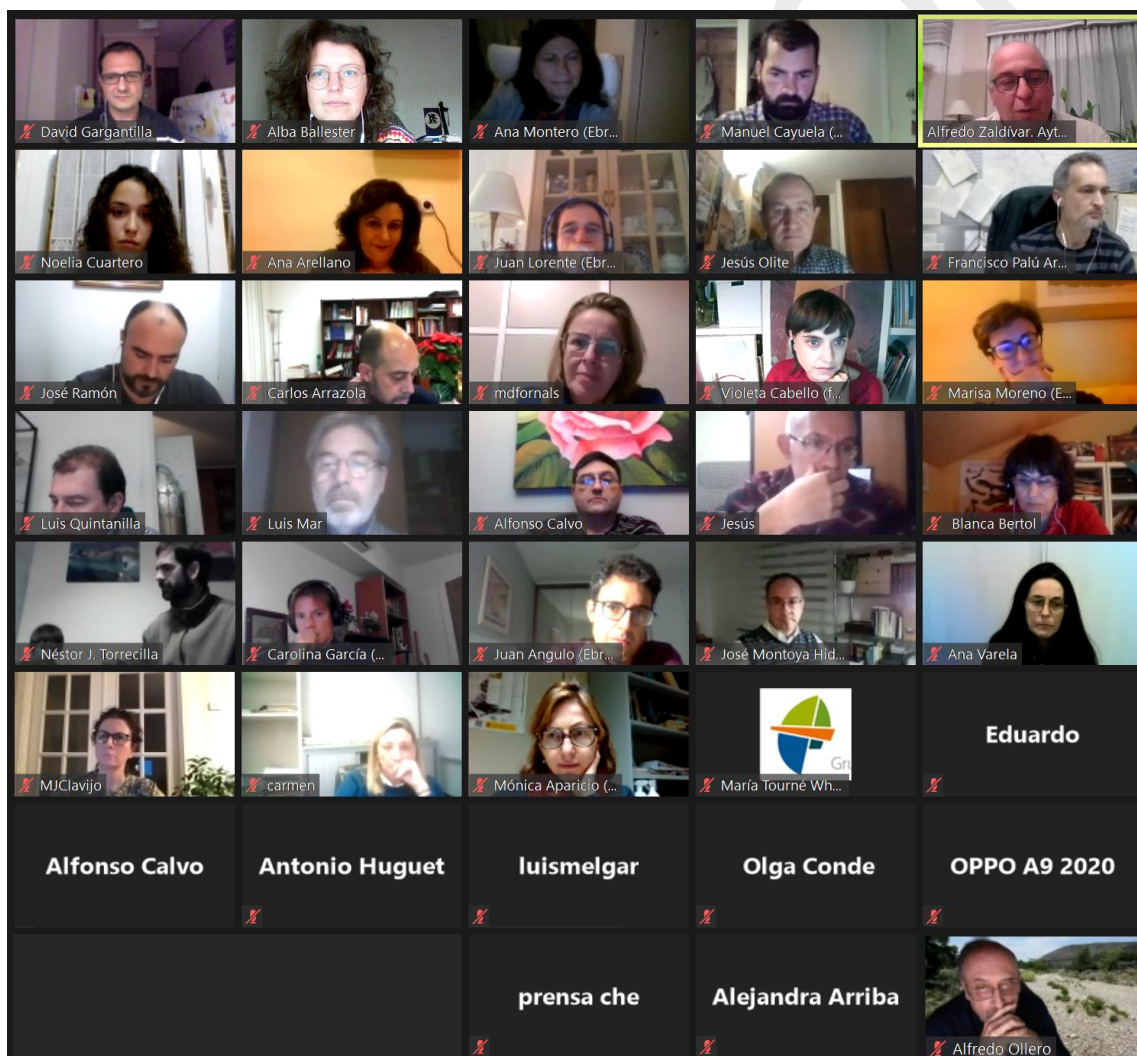 David Gargantilla
Alba Ballester
Ana Montero (Ebr...
Manuel Cayuela (...
Alfredo Zaldívar. Ayt...
Noelia Cuartero
Ana Arellano
Juan Lorente (Ebr...
Jesús Olite
Francisco Palú Ar...
José Ramón
Carlos Arrazola
mdfornals
Violeta Cabello (f...
Marisa Moreno (E...
Luis Quintanilla
Luis Mar
Alfonso Calvo
Jesús
Blanca Bertol
Néstor J. Torrecilla
Carolina García (...
Juan Angulo (Ebr...
José Montoya Hid...
Ana Varela
MJClavijo
carmen
Mónica Aparicio (...
Gru
María Tourné Wh...
Eduardo
Alfonso Calvo
Antonio Huguet
luismelgar
Olga Conde
OPPO A9 2020
prensa che
Alejandra Arriba
Alfredo Ollero